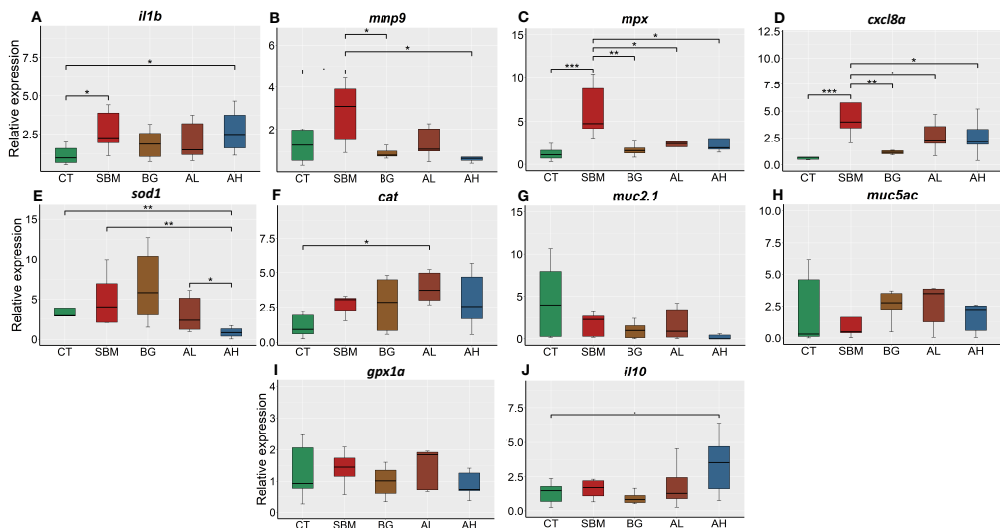 A il1b
Relative expression
7.5
5.0
2.5
*
*
CT SBM BG AL AH
B mmp9
6
4
2
*
*
CT SBM BG AL AH
C mpx
15
10
5
0
***
**
*
*
CT SBM BG AL AH
D cxcl8a
12.5
10.0
7.5
5.0
2.5
0.0
***
**
*
CT SBM BG AL AH
E sod1
Relative expression
15
10
5
0
**
**
*
CT SBM BG AL AH
F cat
7.5
5.0
2.5
0.0
*
CT SBM BG AL AH
G muc2.1
15
10
5
0
CT SBM BG AL AH
H muc5ac
10.0
7.5
5.0
2.5
0.0
CT SBM BG AL AH
I gpx1a
Relative expression
4
3
2
1
0
CT SBM BG AL AH
J il10
7.5
5.0
2.5
0.0
CT SBM BG AL AH